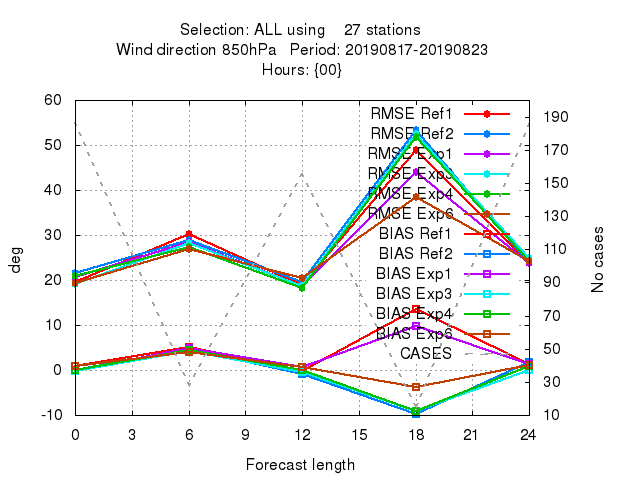 Selection: ALL using 27 stations
Wind direction 850hPa Period: 20190817-20190823
Hours: {00}
60
50
40
30
20
10
0
-10
deg
190
170
150
130
110
90
70
50
30
10
No cases
RMSE Ref1
RMSE Ref2
RMSE Exp1
RMSE Exp3
RMSE Exp4
RMSE Exp6
BIAS Ref1
BIAS Ref2
BIAS Exp1
BIAS Exp3
BIAS Exp4
BIAS Exp6
CASES
0 3 6 9 12 15 18 21 24
Forecast length